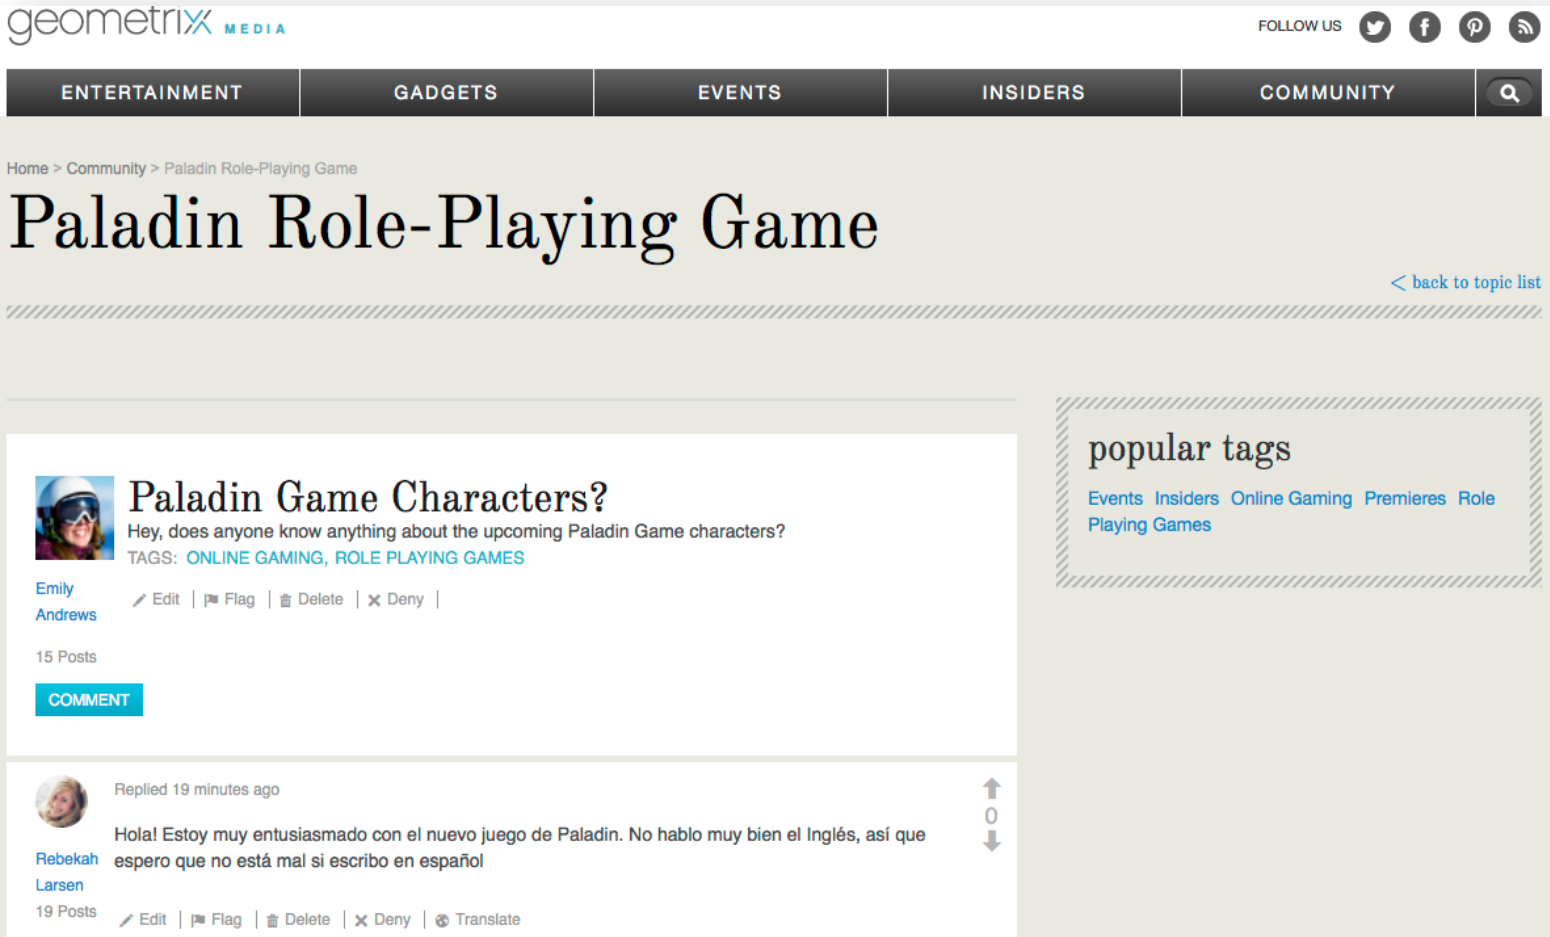 geometrixx MEDIA
FOLLOW US
ENTERTAINMENT
GADGETS
EVENTS
INSIDERS
COMMUNITY
Home > Community > Paladin Role-Playing Game
Paladin Role-Playing Game
< back to topic list
Paladin Game Characters?
Hey, does anyone know anything about the upcoming Paladin Game characters?
TAGS: ONLINE GAMING, ROLE PLAYING GAMES
Emily
Andrews
Edit | Flag | Delete | Deny |
15 Posts
COMMENT
Replied 19 minutes ago
0
Hola! Estoy muy entusiasmado con el nuevo juego de Paladin. No hablo muy bien el Inglés, así que
espero que no está mal si escribo en español
Rebekah
Larsen
19 Posts
Edit | Flag | Delete | Deny | Translate
popular tags
Events Insiders Online Gaming Premieres Role
Playing Games